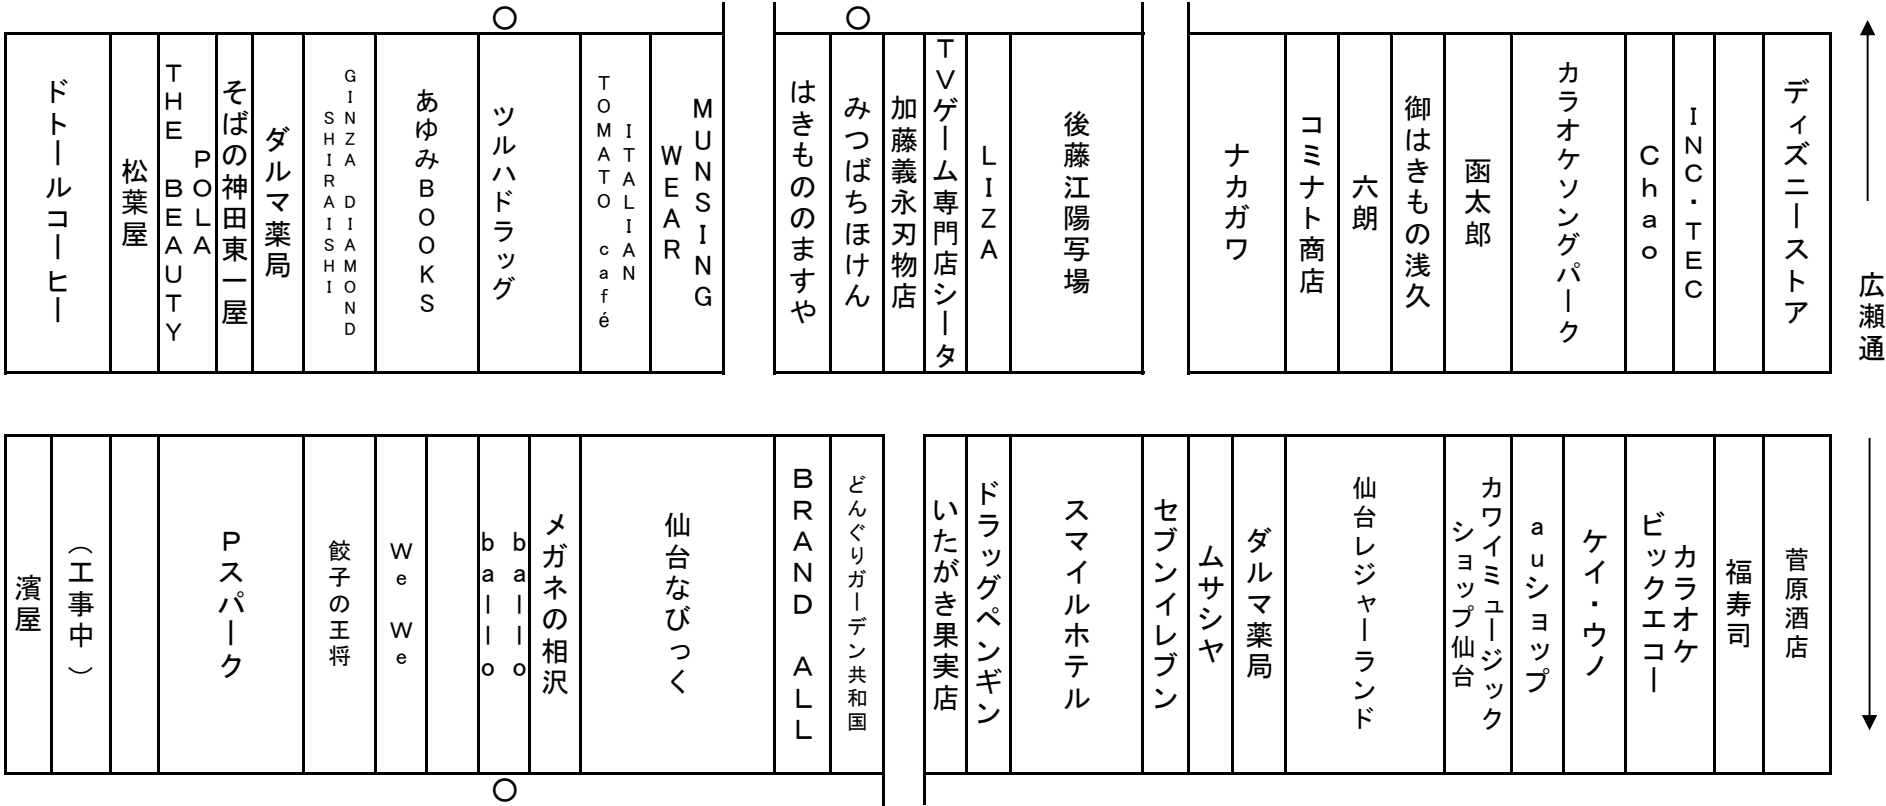 ドトールコーヒー
松葉屋
POLA
THE BEAUTY
そばの神田東一屋
ダルマ薬局
GINZA DIAMOND
SHIRAISHI
あゆみBOOKS
ツルハドラッグ
ITALIAN
TOMATO café
MUNSING
WEAR
はきもののますや
みつばちほけん
加藤義永刃物店
TVゲーム専門店シータ
LIZA
後藤江陽写場
ナカガワ
コミナト商店
六朗
御はきもの浅久
函太郎
カラオケソングパーク
Chao
INC・TEC
ディズニーストア
広瀬通
濱屋
（工事中）
Pスパーク
餃子の王将
We We
ballo
ballo
メガネの相沢
仙台なびっく
BRAND ALL
どんぐりガーデン共和国
いたがき果実店
ドラッグペンギン
スマイルホテル
セブンイレブン
ムサシヤ
ダルマ薬局
仙台レジャーランド
カワイミュージック
ショップ仙台
auショップ
ケイ・ウノ
カラオケ
ビックエコー
福寿司
菅原酒店